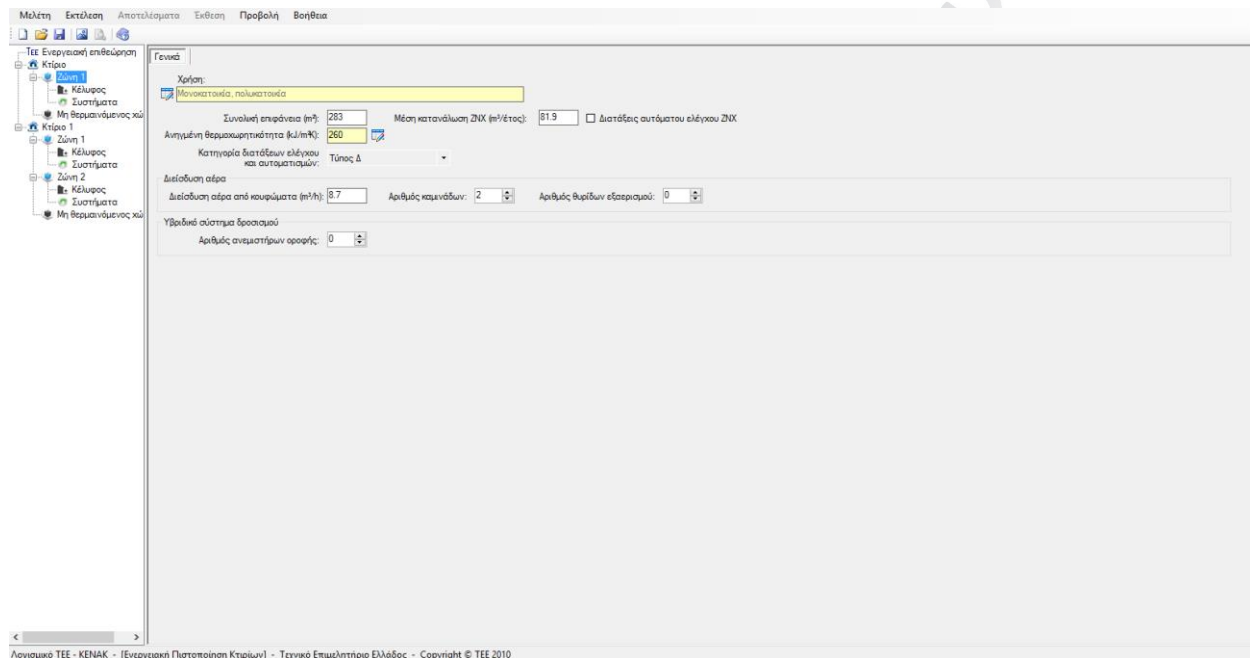 Μελέτη Εκτέλεση Αποτελέσματα Έκθεση Προβολή Βοήθεια
ΤΕΕ Ενεργειακή επιθεώρηση
Κτίριο
Ζώνη 1
Κέλυφος
Συστήματα
Μη θερμαινόμενος χώ
Κτίριο 1
Ζώνη 1
Κέλυφος
Συστήματα
Ζώνη 2
Κέλυφος
Συστήματα
Μη θερμαινόμενος χώ
Γενικά
Χρήση:
Μονοκατοικία, πολυκατοικία
Συνολική επιφάνεια (m²): 283 Μέση κατανάλωση ΖΝΧ (m³/έτος): 81.9 Διατάξεις αυτόματου ελέγχου ΖΝΧ
Ανηγμένη θερμοχωρητικότητα (kJ/m²K): 260
Κατηγορία διατάξεων ελέγχου
και αυτοματισμών: Τύπος Δ
Διείσδυση αέρα
Διείσδυση αέρα από κουφώματα (m³/h): 8.7 Αριθμός καμινάδων: 2 Αριθμός θυρίδων εξαερισμού: 0
Υβριδικό σύστημα δροσισμού
Αριθμός ανεμιστήρων οροφής: 0
Λογισμικό ΤΕΕ - ΚΕΝΑΚ - [Ενεργειακή Πιστοποίηση Κτιρίων] - Τεχνικό Επιμελητήριο Ελλάδος - Copyright © ΤΕΕ 2010